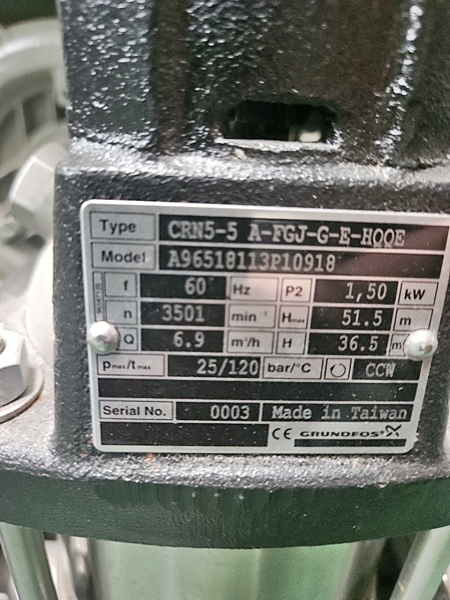 Type CRN5-5 A-FGJ-G-E-HQQE
Model A96518113P10918
f 60 Hz P2 1,50 kW
n 3501 min⁻¹ Hmax 51.5 m
Q 6.9 m³/h H 36.5 m
pmax/tmax 25/120 bar/°C CCW
Serial No. 0003 Made in Taiwan
CE GRUNDFOS